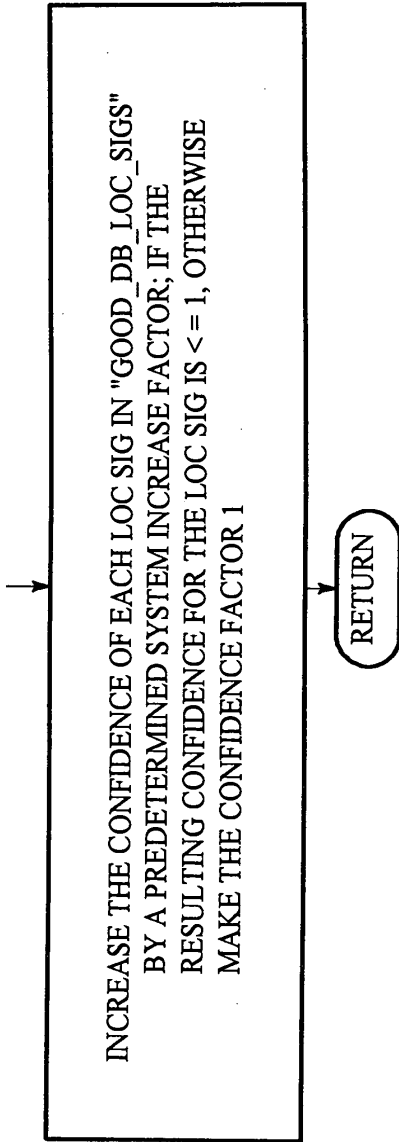 INCREASE THE CONFIDENCE OF EACH LOC SIG IN "GOOD_DB_LOC_SIGS"
BY A PREDETERMINED SYSTEM INCREASE FACTOR; IF THE
RESULTING CONFIDENCE FOR THE LOC SIG IS < = 1, OTHERWISE
MAKE THE CONFIDENCE FACTOR 1
RETURN